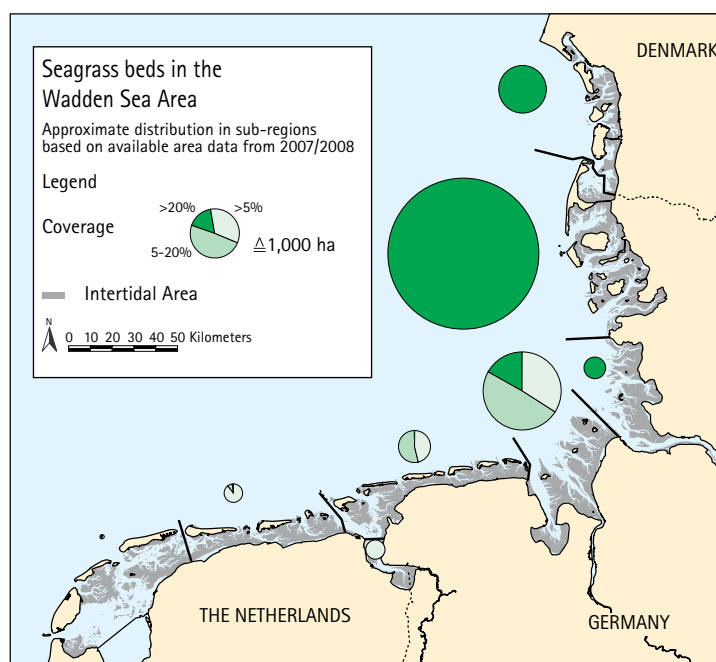 DENMARK
Seagrass beds in the
Wadden Sea Area
Approximate distribution in sub-regions
based on available area data from 2007/2008
Legend
>20% >5%
Coverage
5-20%
≙1,000 ha
Intertidal Area
N
0 10 20 30 40 50 Kilometers
THE NETHERLANDS
GERMANY